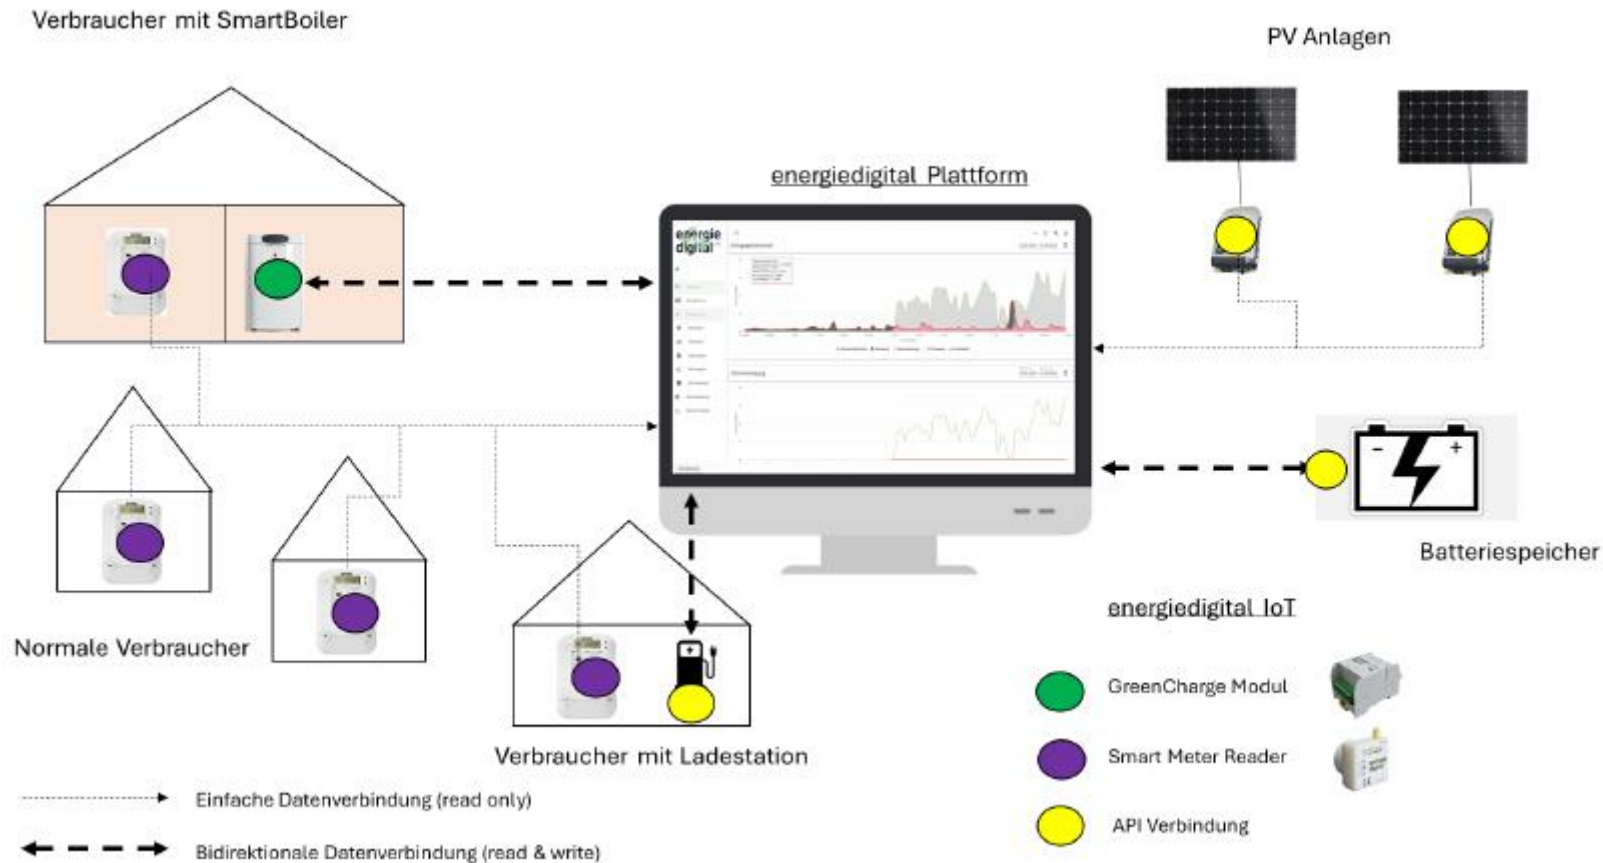 Verbraucher mit SmartBoiler
PV Anlagen
energiedigital Plattform
energie
digital
Batteriespeicher
Normale Verbraucher
Verbraucher mit Ladestation
energiedigital IoT
GreenCharge Modul
Smart Meter Reader
API Verbindung
Einfache Datenverbindung (read only)
Bidirektionale Datenverbindung (read & write)